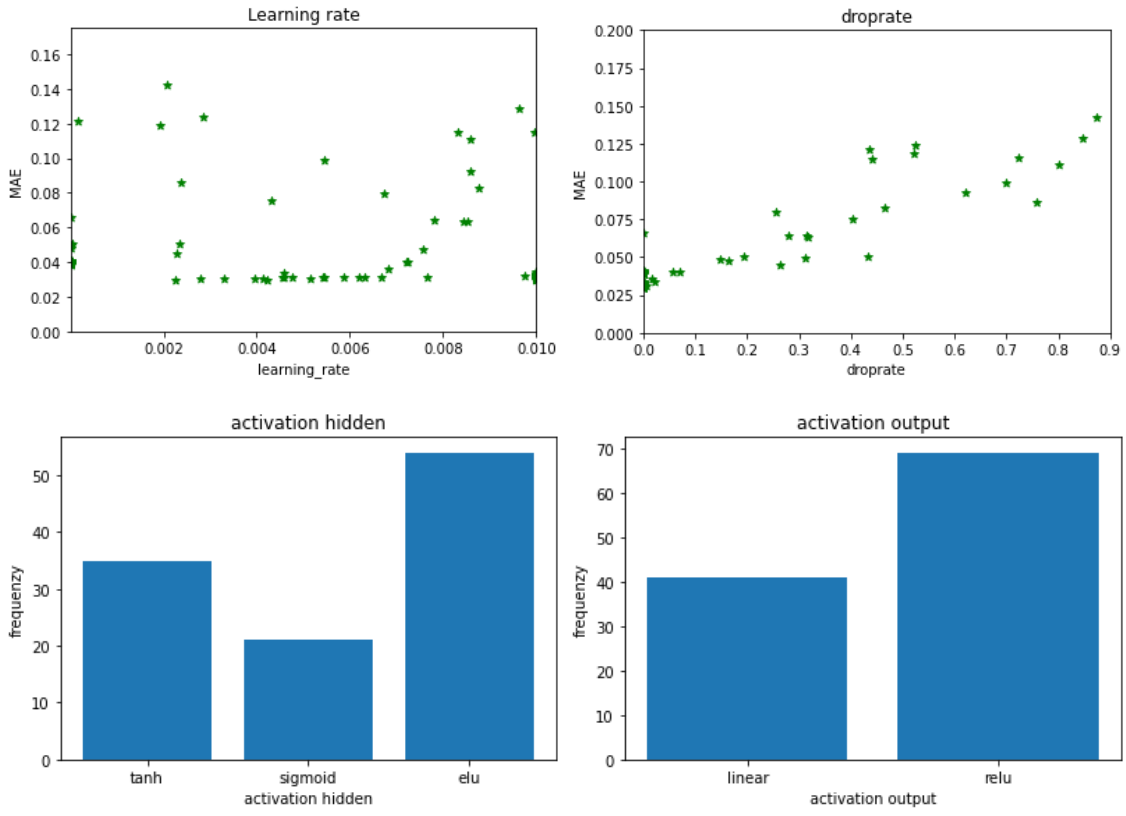 Learning rate
0.16
0.14
0.12
0.10
0.08
0.06
0.04
0.02
0.00
MAE
0.002 0.004 0.006 0.008 0.010
learning_rate
droprate
0.200
0.175
0.150
0.125
0.100
0.075
0.050
0.025
0.000
MAE
0.0 0.1 0.2 0.3 0.4 0.5 0.6 0.7 0.8 0.9
droprate
activation hidden
50
40
30
20
10
0
frequenzy
tanh sigmoid elu
activation hidden
activation output
70
60
50
40
30
20
10
0
frequenzy
linear relu
activation output